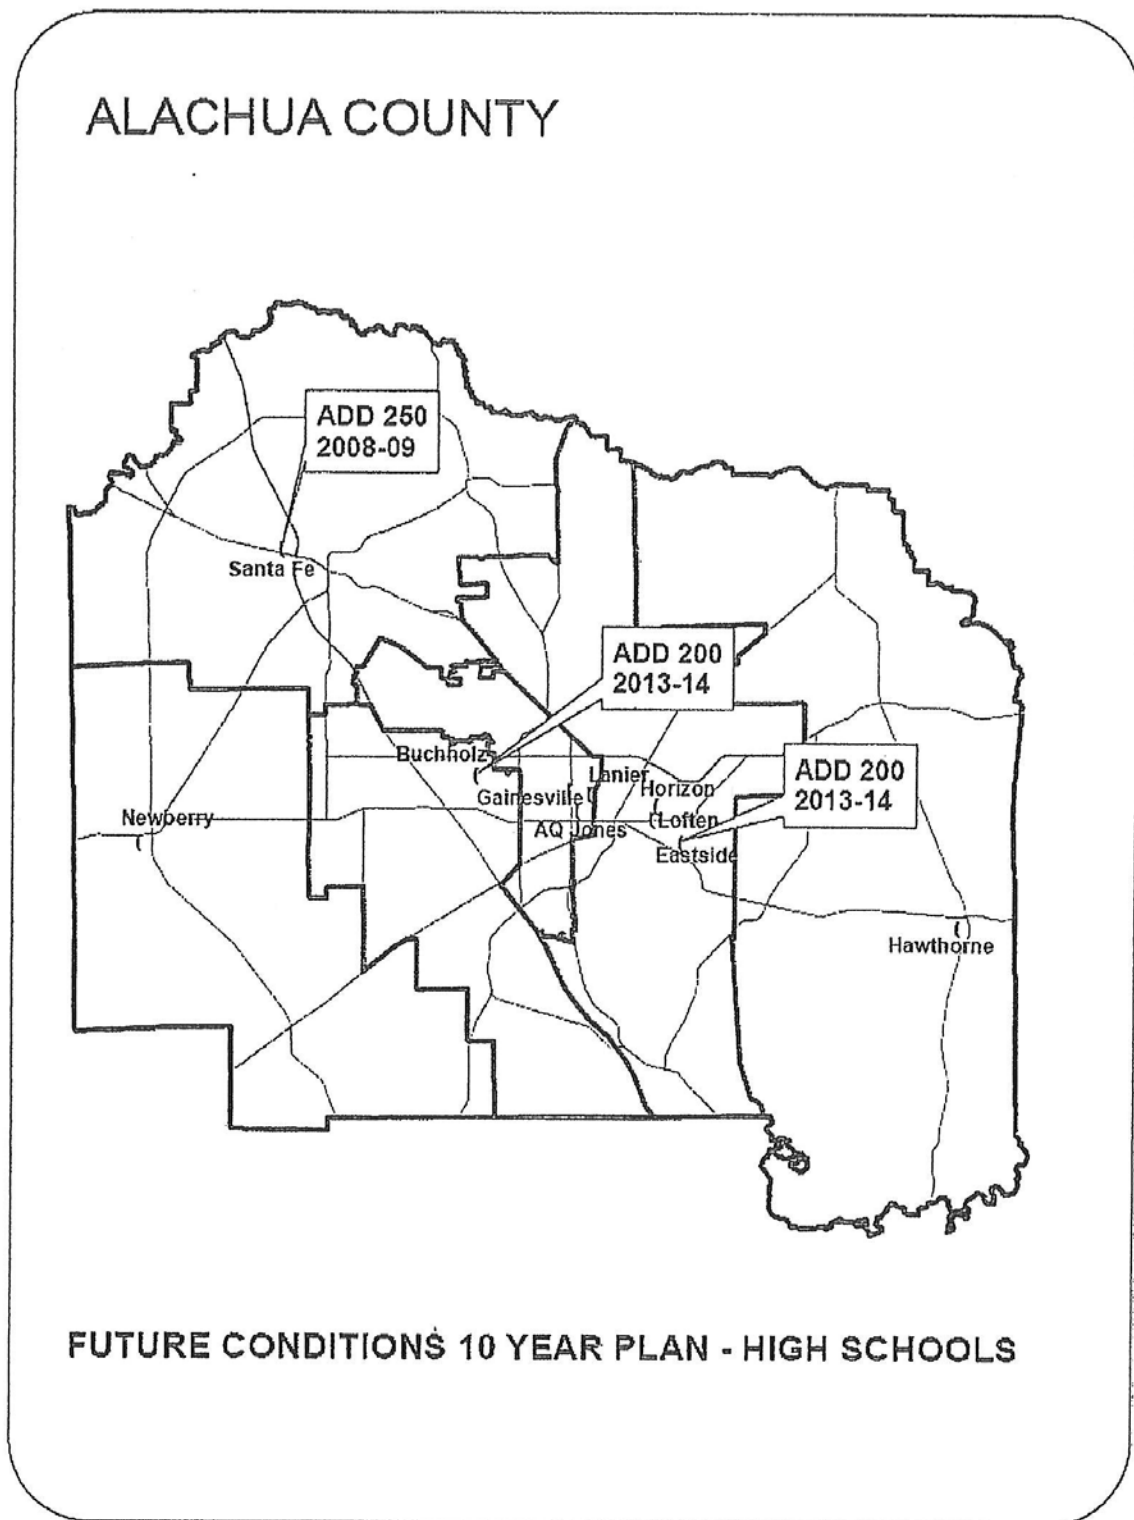 ALACHUA COUNTY
ADD 250
2008-09
Santa Fe
ADD 200
2013-14
Buchholz
Lanier
Horizon
ADD 200
2013-14
Gainesville
Newberry
AQ Jones
Loften
Eastside
Hawthorne
FUTURE CONDITIONS 10 YEAR PLAN - HIGH SCHOOLS